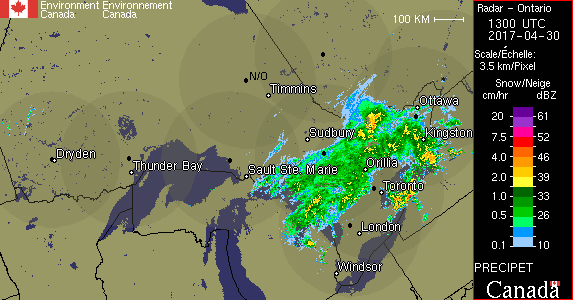 Environment Environnement
Canada Canada
100 KM
N/O
Timmins
Ottawa
Sudbury
Kingston
Dryden
Thunder Bay
Sault Ste. Marie
Orillia
Toronto
London
Windsor
Radar - Ontario
1300 UTC
2017-04-30
Scale/Échelle:
3.5 km/Pixel
Snow/Neige
cm/hr dBZ
20 61
7.5 52
4.0 46
2.0 39
1.0 33
0.5 26
0.1 10
PRECIPET
Canada